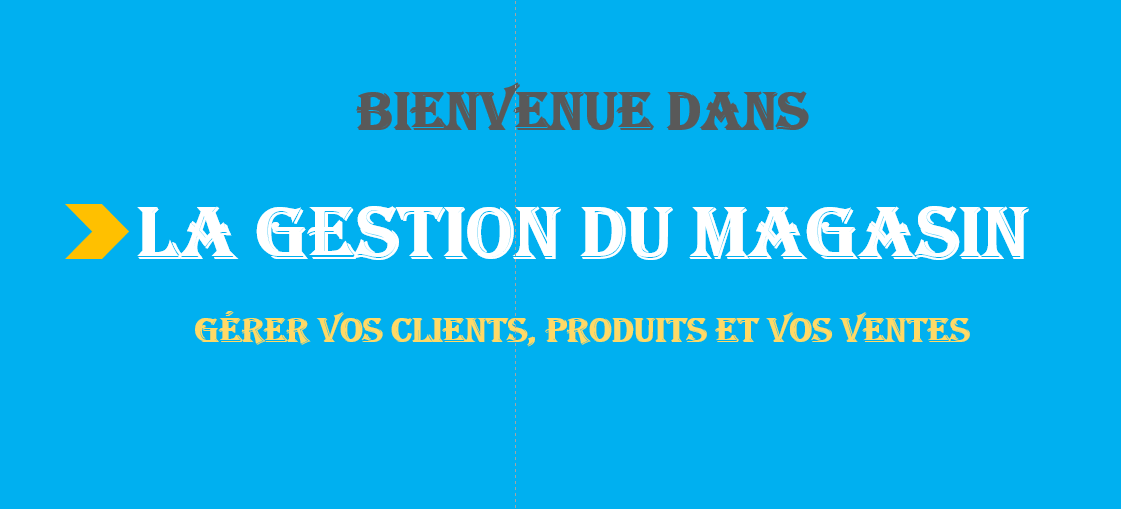 BIENVENUE DANS
LA GESTION DU MAGASIN
GÉRER VOS CLIENTS, PRODUITS ET VOS VENTES